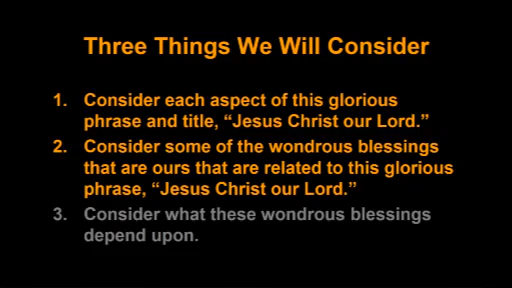 Three Things We Will Consider
1. Consider each aspect of this glorious
phrase and title, “Jesus Christ our Lord.”
2. Consider some of the wondrous blessings
that are ours that are related to this glorious
phrase, “Jesus Christ our Lord.”
3. Consider what these wondrous blessings
depend upon.